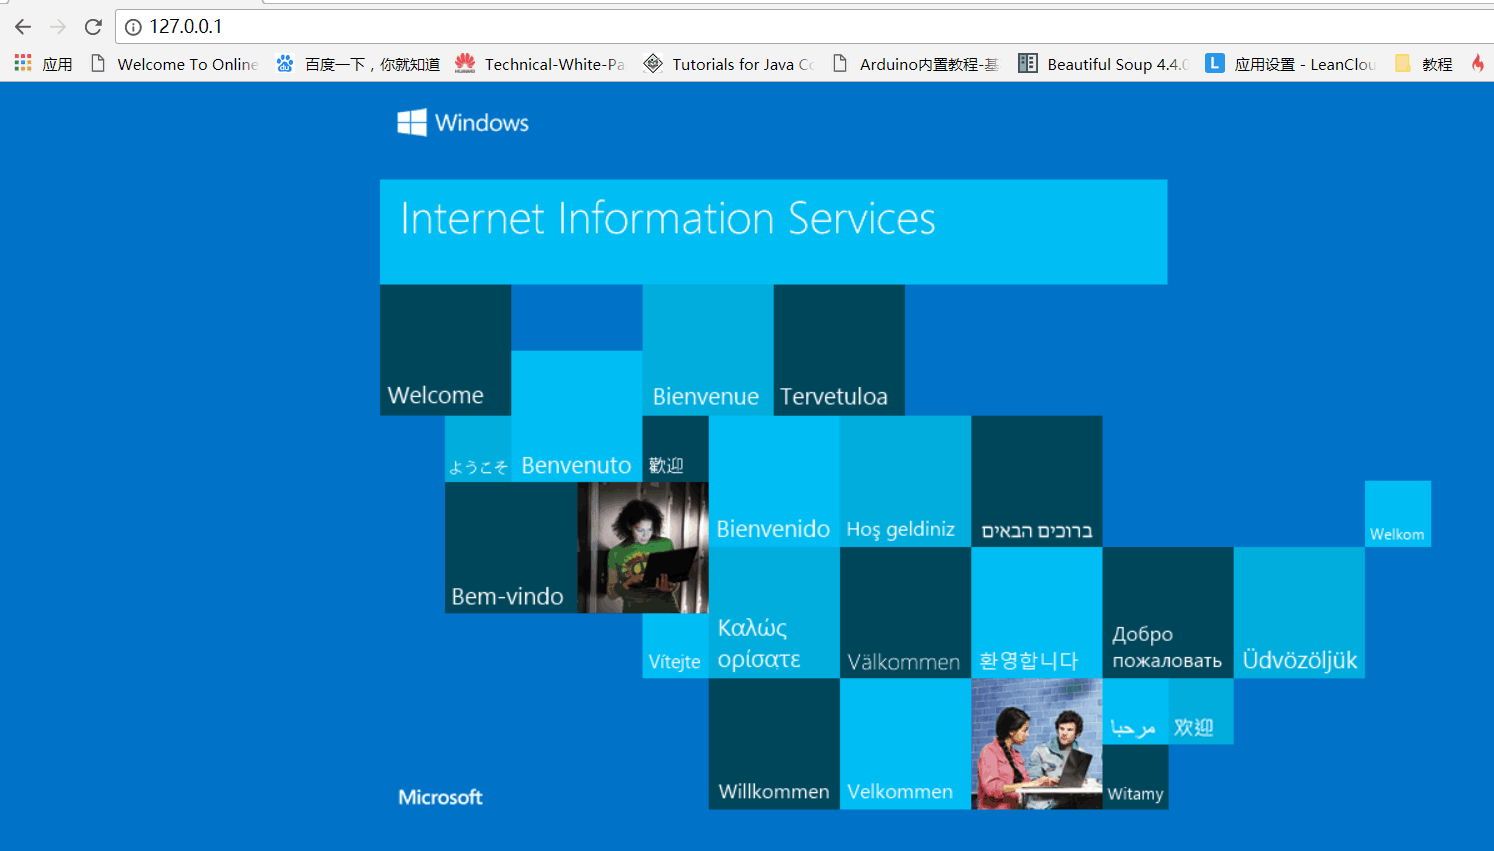 127.0.0.1
应用
Welcome To Online
百度一下，你就知道
Technical-White-Pa
Tutorials for Java Co
Arduino内置教程-基
Beautiful Soup 4.4.0
应用设置 - LeanClou
教程
Windows
Internet Information Services
Welcome
Bienvenue
Tervetuloa
ようこそ
Benvenuto
歡迎
Bienvenido
Hoş geldiniz
ברוכים הבאים
Welkom
Bem-vindo
Vítejte
Καλώς
ορίσατε
Välkommen
환영합니다
Добро
пожаловать
Üdvözöljük
مرحبا
欢迎
Willkommen
Velkommen
Witamy
Microsoft